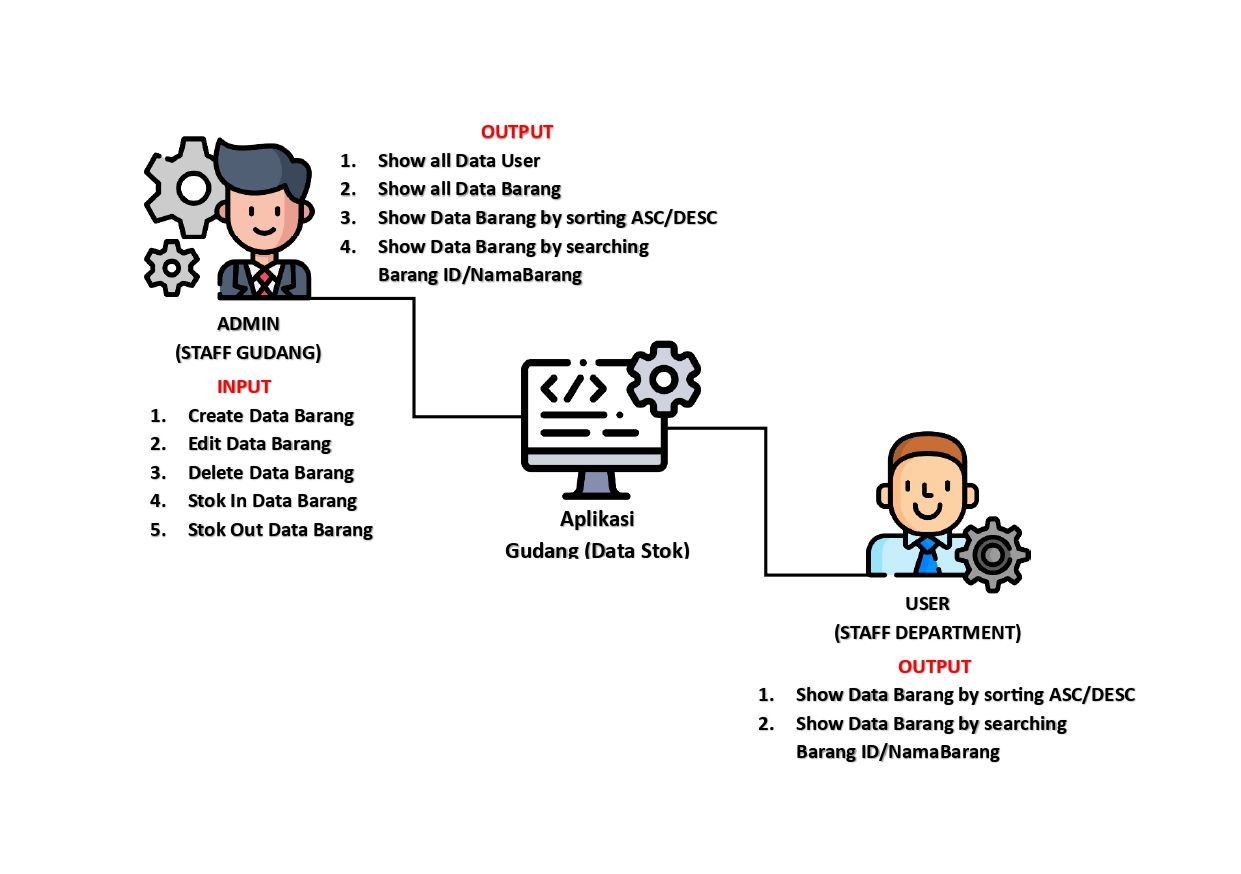 OUTPUT
1. Show all Data User
2. Show all Data Barang
3. Show Data Barang by sorting ASC/DESC
4. Show Data Barang by searching
Barang ID/NamaBarang
ADMIN
(STAFF GUDANG)
INPUT
1. Create Data Barang
2. Edit Data Barang
3. Delete Data Barang
4. Stok In Data Barang
5. Stok Out Data Barang
</>
Aplikasi
Gudang (Data Stok)
USER
(STAFF DEPARTMENT)
OUTPUT
1. Show Data Barang by sorting ASC/DESC
2. Show Data Barang by searching
Barang ID/NamaBarang